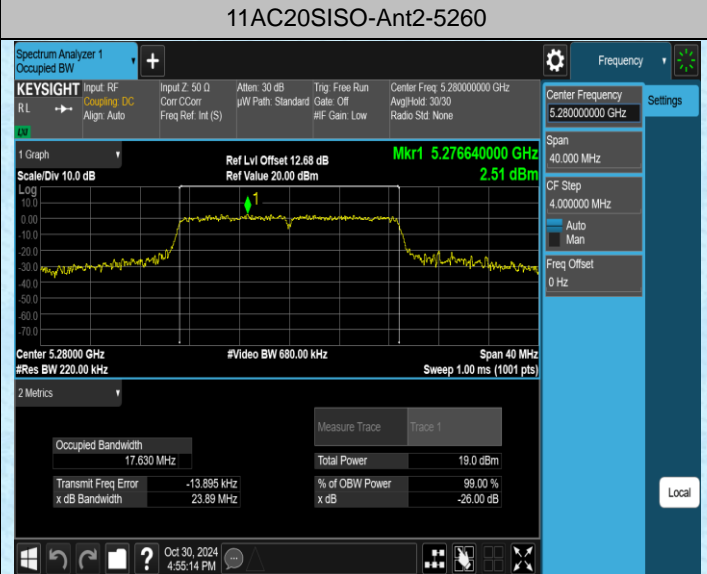 11AC20SISO-Ant2-5260
Spectrum Analyzer 1
Occupied BW
+
Frequency
KEYSIGHT
RL
LXI
Input: RF
Coupling: DC
Align: Auto
Input Z: 50 Ω
Corr CCorr
Freq Ref: Int (S)
Atten: 30 dB
µW Path: Standard
Trig: Free Run
Gate: Off
#IF Gain: Low
Center Freq: 5.280000000 GHz
Avg|Hold: 30/30
Radio Std: None
Center Frequency
5.280000000 GHz
Settings
Span
40.000 MHz
CF Step
4.000000 MHz
Auto
Man
Freq Offset
0 Hz
1 Graph
Scale/Div 10.0 dB
Ref Lvl Offset 12.68 dB
Ref Value 20.00 dBm
Mkr1 5.276640000 GHz
2.51 dBm
Log
10.0
0.00
-10.0
-20.0
-30.0
-40.0
-50.0
-60.0
-70.0
1
Center 5.28000 GHz
#Res BW 220.00 kHz
#Video BW 680.00 kHz
Span 40 MHz
Sweep 1.00 ms (1001 pts)
2 Metrics
Measure Trace Trace 1
Occupied Bandwidth
17.630 MHz
Total Power 19.0 dBm
Transmit Freq Error -13.895 kHz
x dB Bandwidth 23.89 MHz
% of OBW Power 99.00 %
x dB -26.00 dB
Local
?
Oct 30, 2024
4:55:14 PM